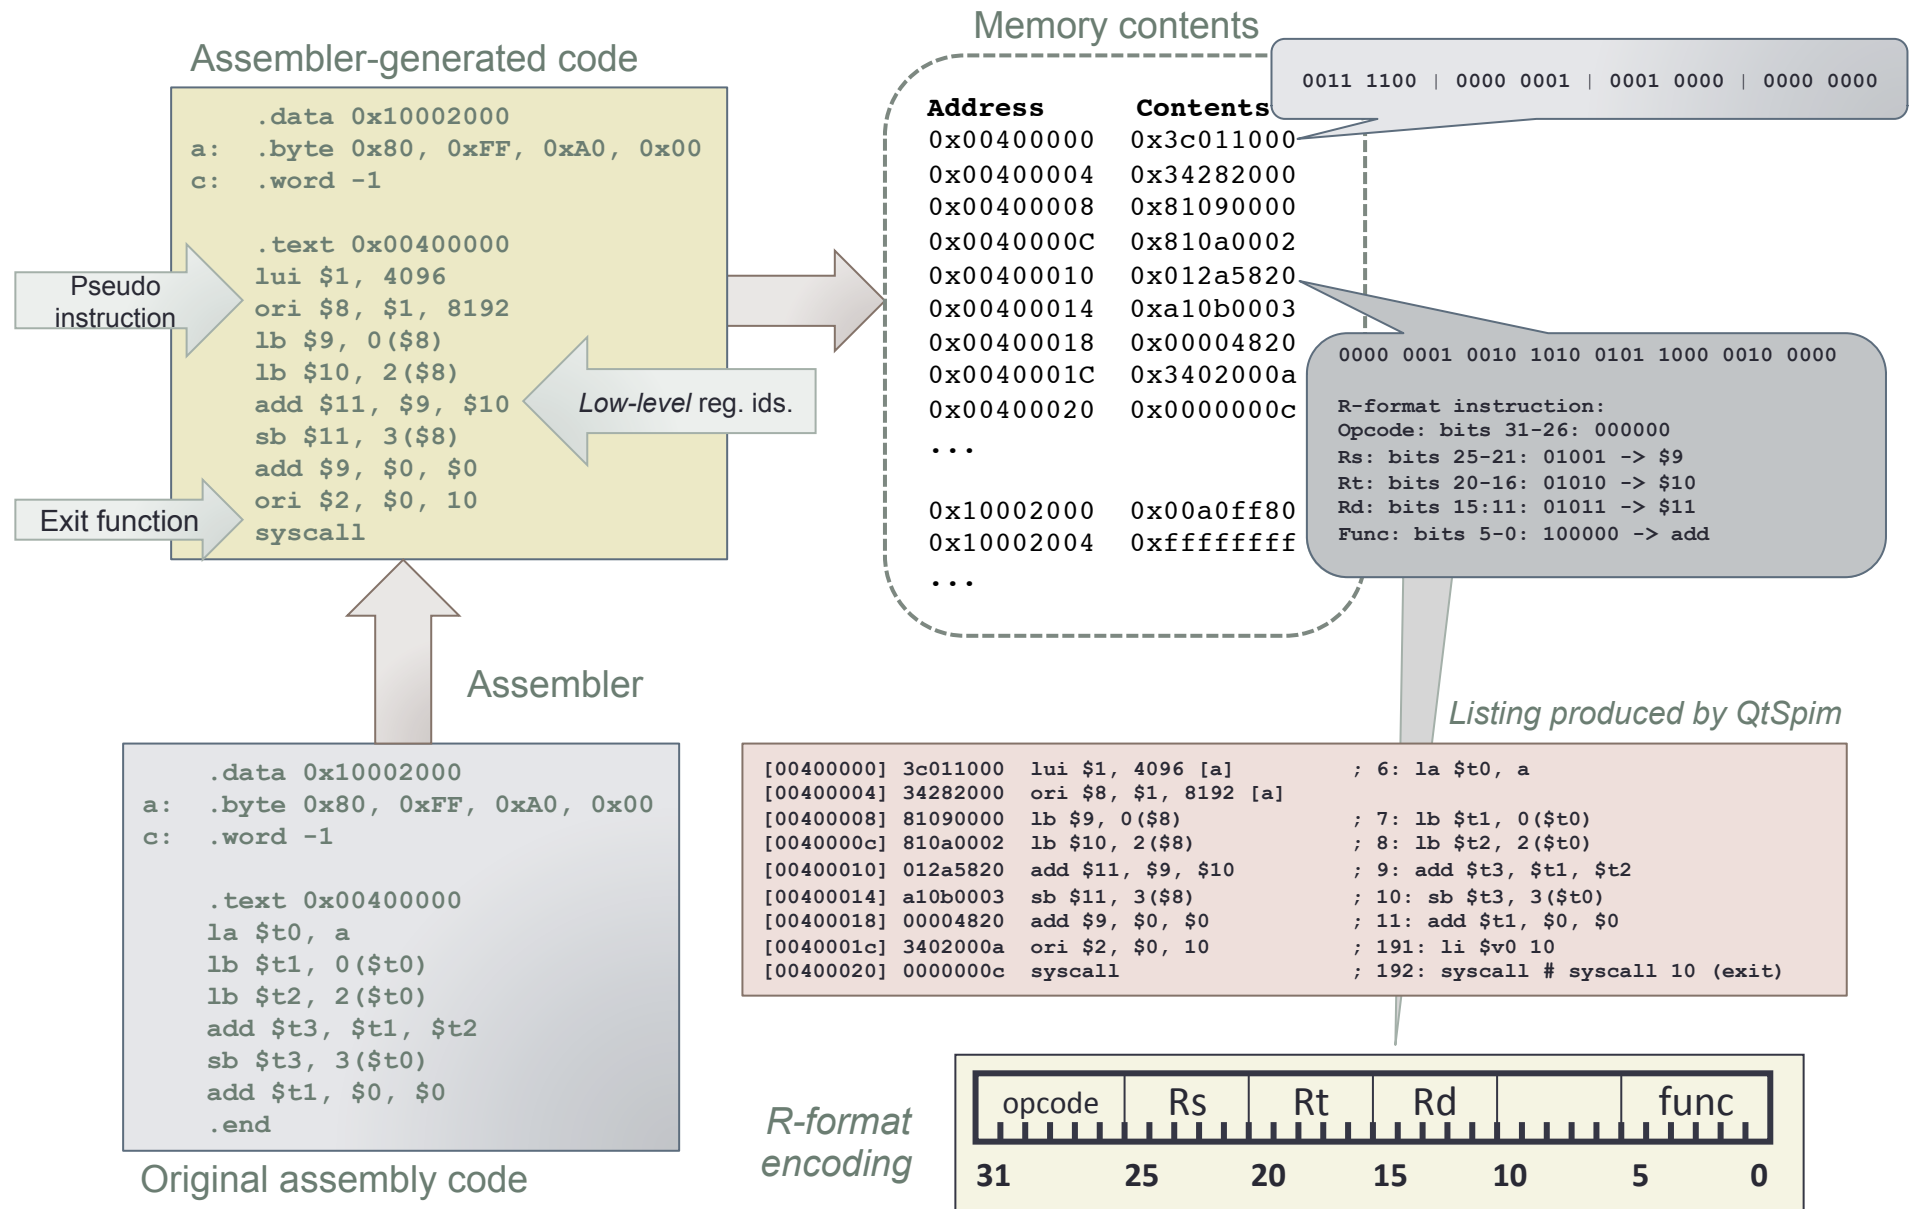 Assembler-generated code
.data 0x10002000
a: .byte 0x80, 0xFF, 0xA0, 0x00
c: .word -1
.text 0x00400000
lui $1, 4096
ori $8, $1, 8192
lb $9, 0($8)
lb $10, 2($8)
add $11, $9, $10
sb $11, 3($8)
add $9, $0, $0
ori $2, $0, 10
syscall
Pseudo
instruction
Low-level reg. ids.
Exit function
Memory contents
Address Contents
0x00400000 0x3c011000
0x00400004 0x34282000
0x00400008 0x81090000
0x0040000C 0x810a0002
0x00400010 0x012a5820
0x00400014 0xa10b0003
0x00400018 0x00004820
0x0040001C 0x3402000a
0x00400020 0x0000000c
...
0x10002000 0x00a0ff80
0x10002004 0xffffffff
...
0011 1100 | 0000 0001 | 0001 0000 | 0000 0000
0000 0001 0010 1010 0101 1000 0010 0000
R-format instruction:
Opcode: bits 31-26: 000000
Rs: bits 25-21: 01001 -> $9
Rt: bits 20-16: 01010 -> $10
Rd: bits 15:11: 01011 -> $11
Func: bits 5-0: 100000 -> add
Assembler
.data 0x10002000
a: .byte 0x80, 0xFF, 0xA0, 0x00
c: .word -1
.text 0x00400000
la $t0, a
lb $t1, 0($t0)
lb $t2, 2($t0)
add $t3, $t1, $t2
sb $t3, 3($t0)
add $t1, $0, $0
.end
Original assembly code
Listing produced by QtSpim
[00400000] 3c011000 lui $1, 4096 [a] ; 6: la $t0, a
[00400004] 34282000 ori $8, $1, 8192 [a]
[00400008] 81090000 lb $9, 0($8) ; 7: lb $t1, 0($t0)
[0040000c] 810a0002 lb $10, 2($8) ; 8: lb $t2, 2($t0)
[00400010] 012a5820 add $11, $9, $10 ; 9: add $t3, $t1, $t2
[00400014] a10b0003 sb $11, 3($8) ; 10: sb $t3, 3($t0)
[00400018] 00004820 add $9, $0, $0 ; 11: add $t1, $0, $0
[0040001c] 3402000a ori $2, $0, 10 ; 191: li $v0 10
[00400020] 0000000c syscall ; 192: syscall # syscall 10 (exit)
R-format
encoding
opcode Rs Rt Rd func
31 25 20 15 10 5 0